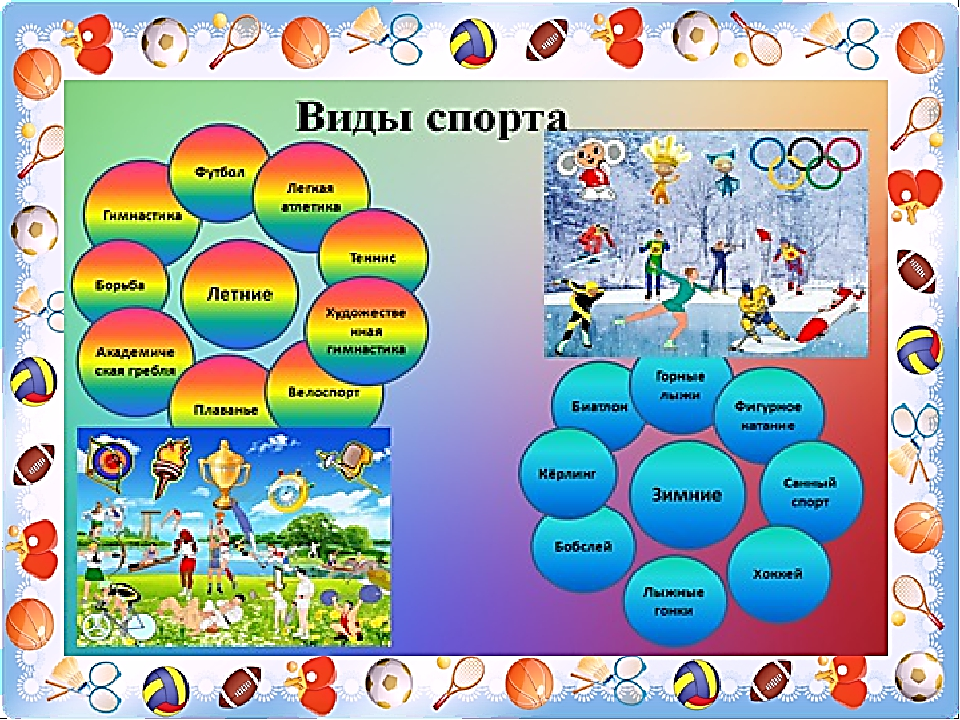 Виды спорта
Футбол
Легкая
атлетика
Гимнастика
Теннис
Борьба
Летние
Художестве
нная
гимнастика
Академиче
ская гребля
Велоспорт
Плаванье
Горные
лыжи
Биатлон
Фигурное
катание
Кёрлинг
Зимние
Санный
спорт
Бобслей
Хоккей
Лыжные
гонки